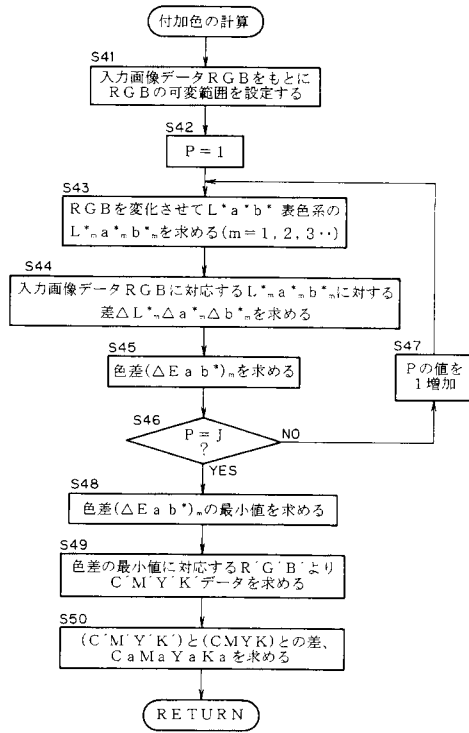 付加色の計算
S41
入力画像データRGBをもとに
RGBの可変範囲を設定する
S42
P=1
S43
RGBを変化させてL*a*b* 表色系の
L*ₘa*ₘb*ₘを求める(m=1,2,3‥)
S44
入力画像データRGBに対応するL*ₘa*ₘb*ₘに対する
差△L*ₘ△a*ₘ△b*ₘを求める
S45
色差(△Eab*)ₘを求める
S47
Pの値を
1増加
S46
P=J
?
NO
YES
S48
色差(△Eab*)ₘの最小値を求める
S49
色差の最小値に対応するR´G´B´より
C´M´Y´K´データを求める
S50
(C´M´Y´K´)と(CMYK)との差、
CaMaYaKaを求める
RETURN